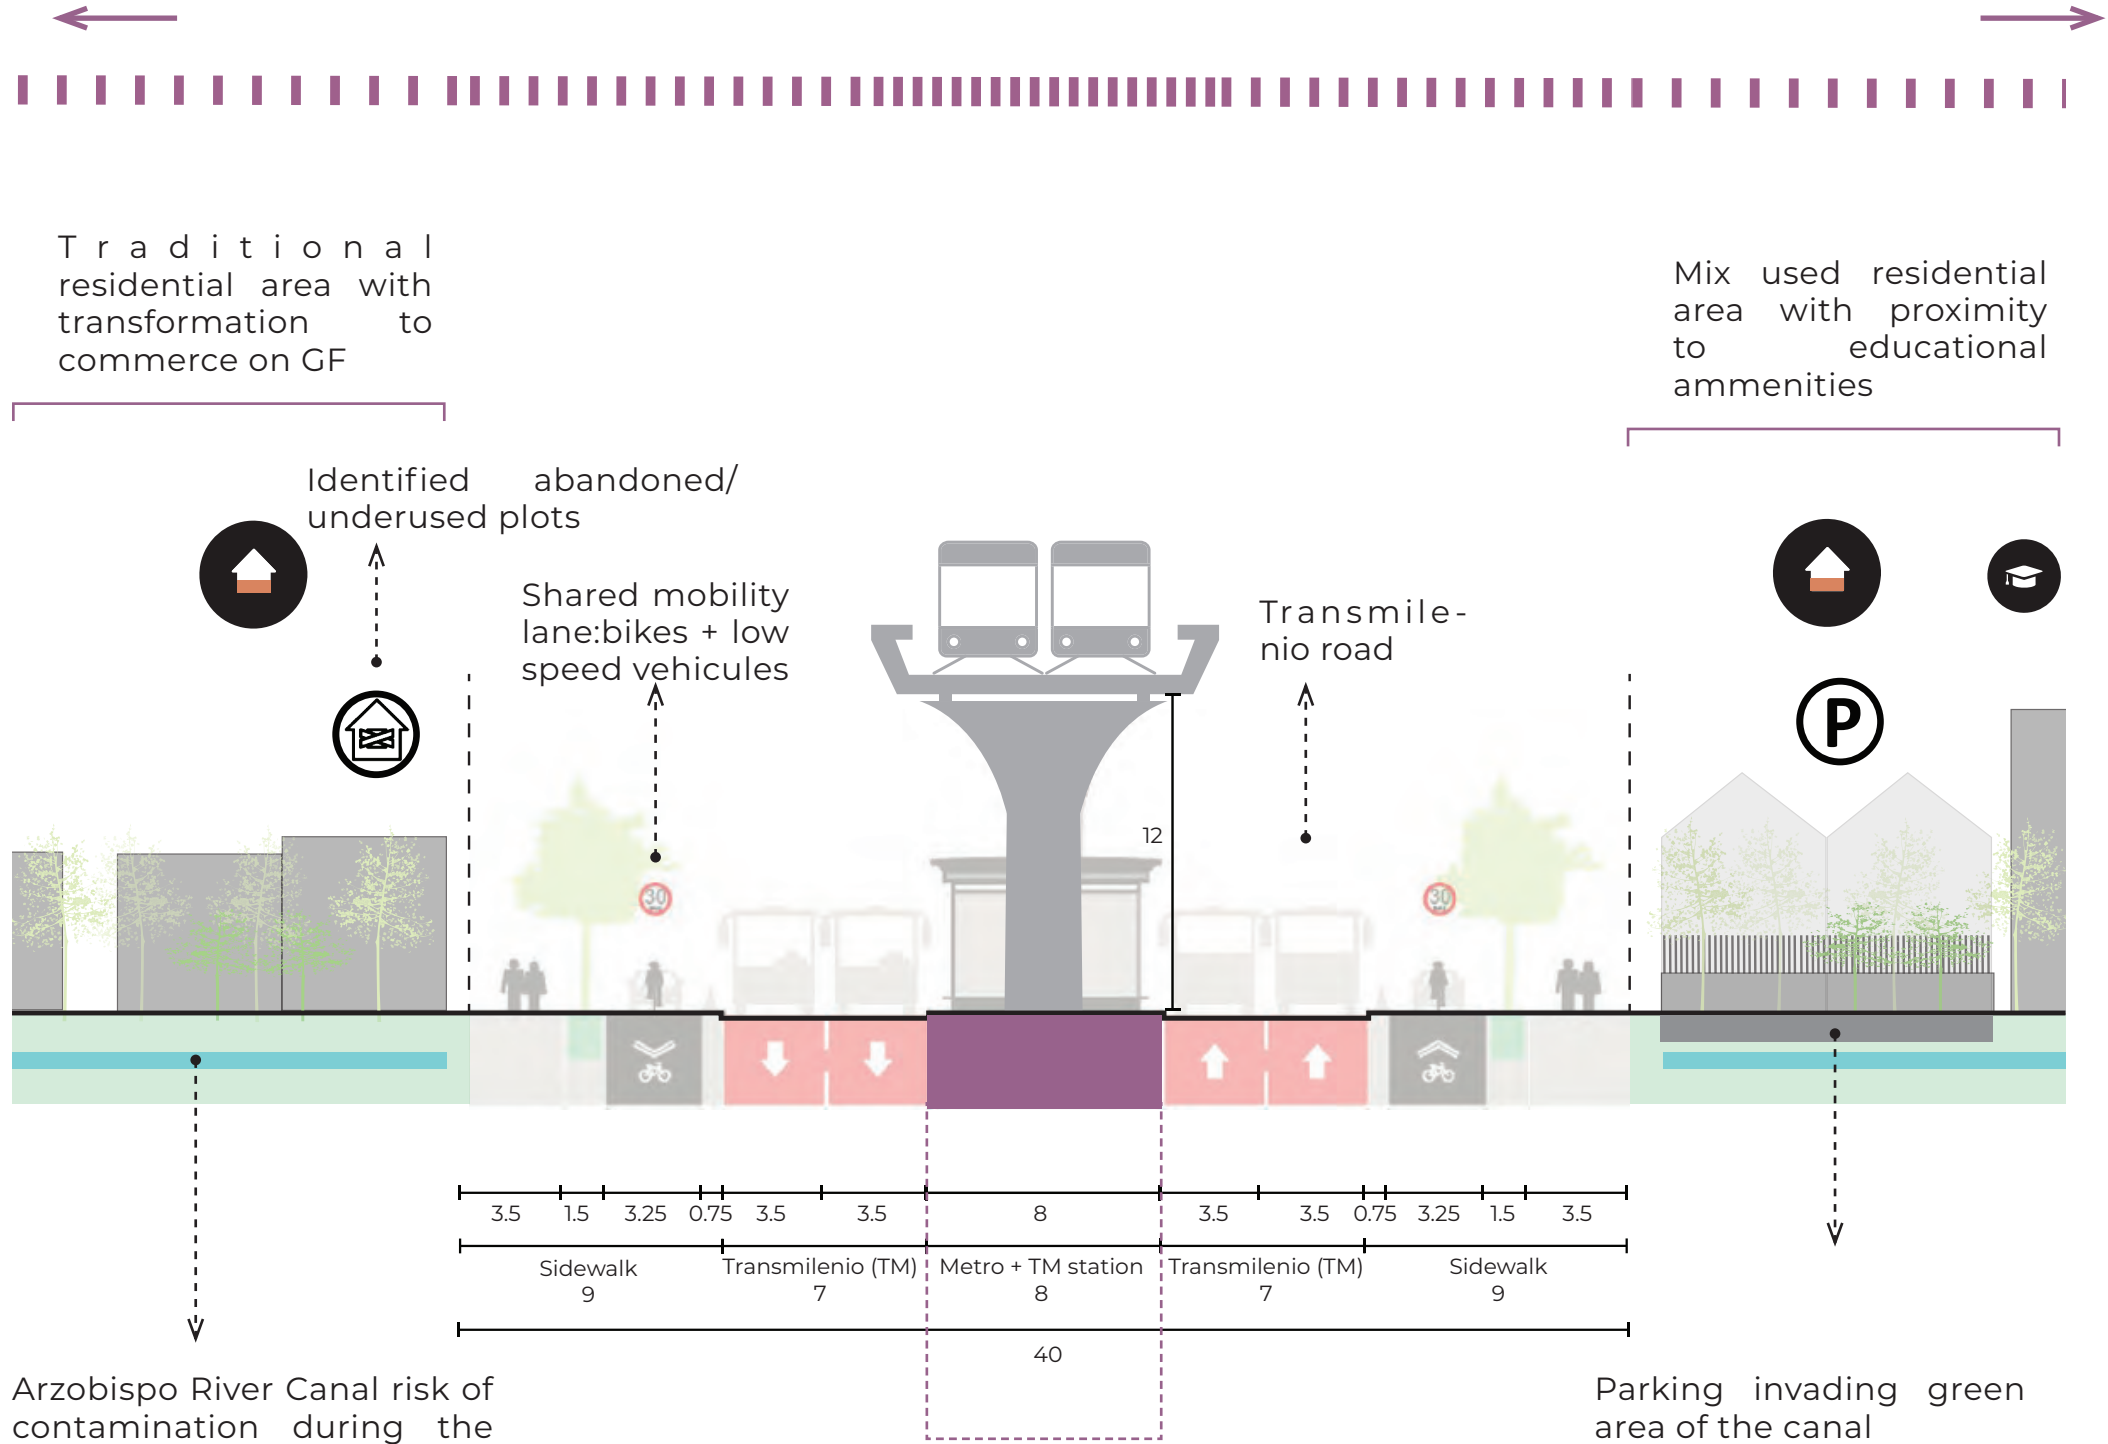 Traditional
residential area with
transformation to
commerce on GF
Mix used residential
area with proximity
to educational
ammenities
Identified abandoned/
underused plots
Shared mobility
lane:bikes + low
speed vehicules
Transmile-
nio road
P
12
30
30
3.5 1.5 3.25 0.75 3.5 3.5 8 3.5 3.5 0.75 3.25 1.5 3.5
Sidewalk Transmilenio (TM) Metro + TM station Transmilenio (TM) Sidewalk
9 7 8 7 9
40
Arzobispo River Canal risk of
contamination during the
Parking invading green
area of the canal